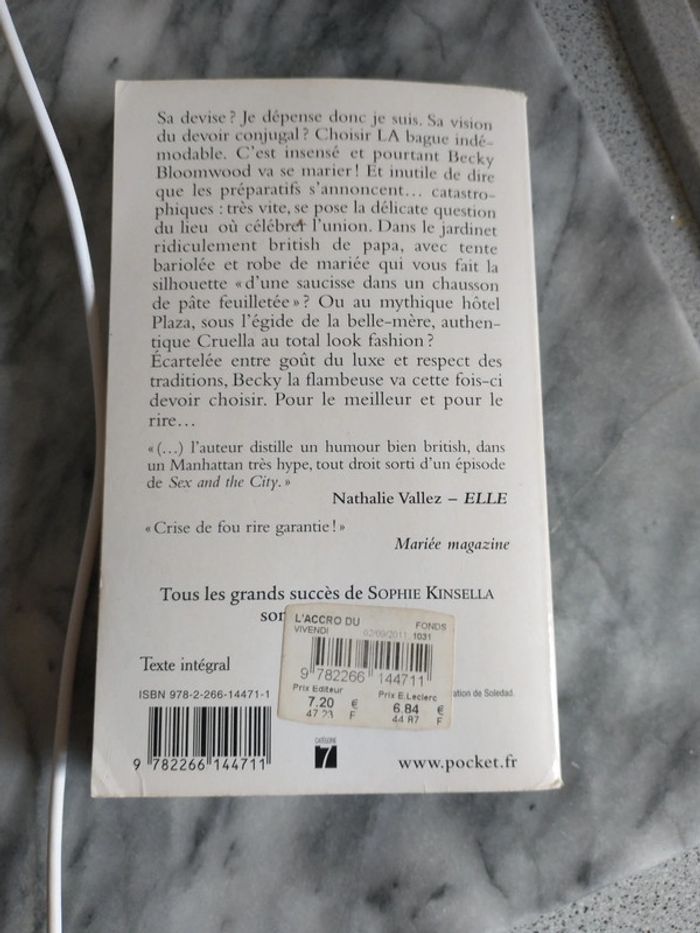 Sa devise ? Je dépense donc je suis. Sa vision
du devoir conjugal ? Choisir LA bague indé-
modable. C'est insensé et pourtant Becky
Bloomwood va se marier ! Et inutile de dire
que les préparatifs s'annoncent... catastro-
phiques : très vite, se pose la délicate question
du lieu où célébrer l'union. Dans le jardinet
ridiculement british de papa, avec tente
bariolée et robe de mariée qui vous fait la
silhouette « d'une saucisse dans un chausson
de pâte feuilletée » ? Ou au mythique hôtel
Plaza, sous l'égide de la belle-mère, authen-
tique Cruella au total look fashion ?
Écartelée entre goût du luxe et respect des
traditions, Becky la flambeuse va cette fois-ci
devoir choisir. Pour le meilleur et pour le
rire...
« (...) l'auteur distille un humour bien british, dans
un Manhattan très hype, tout droit sorti d'un épisode
de Sex and the City. »
Nathalie Vallez – ELLE
« Crise de fou rire garantie ! »
Mariée magazine
Tous les grands succès de SOPHIE KINSELLA
L'ACCRO DU FONDS
VIVENDI 02/09/2011 1031
9 782266 144711
Prix Editeur Prix E.Leclerc
7.20 € 6.84 €
47.23 F 44.87 F
Texte intégral
ISBN 978-2-266-14471-1
de Soledad.
9 782266 144711
CATÉGORIE
7
www.pocket.fr